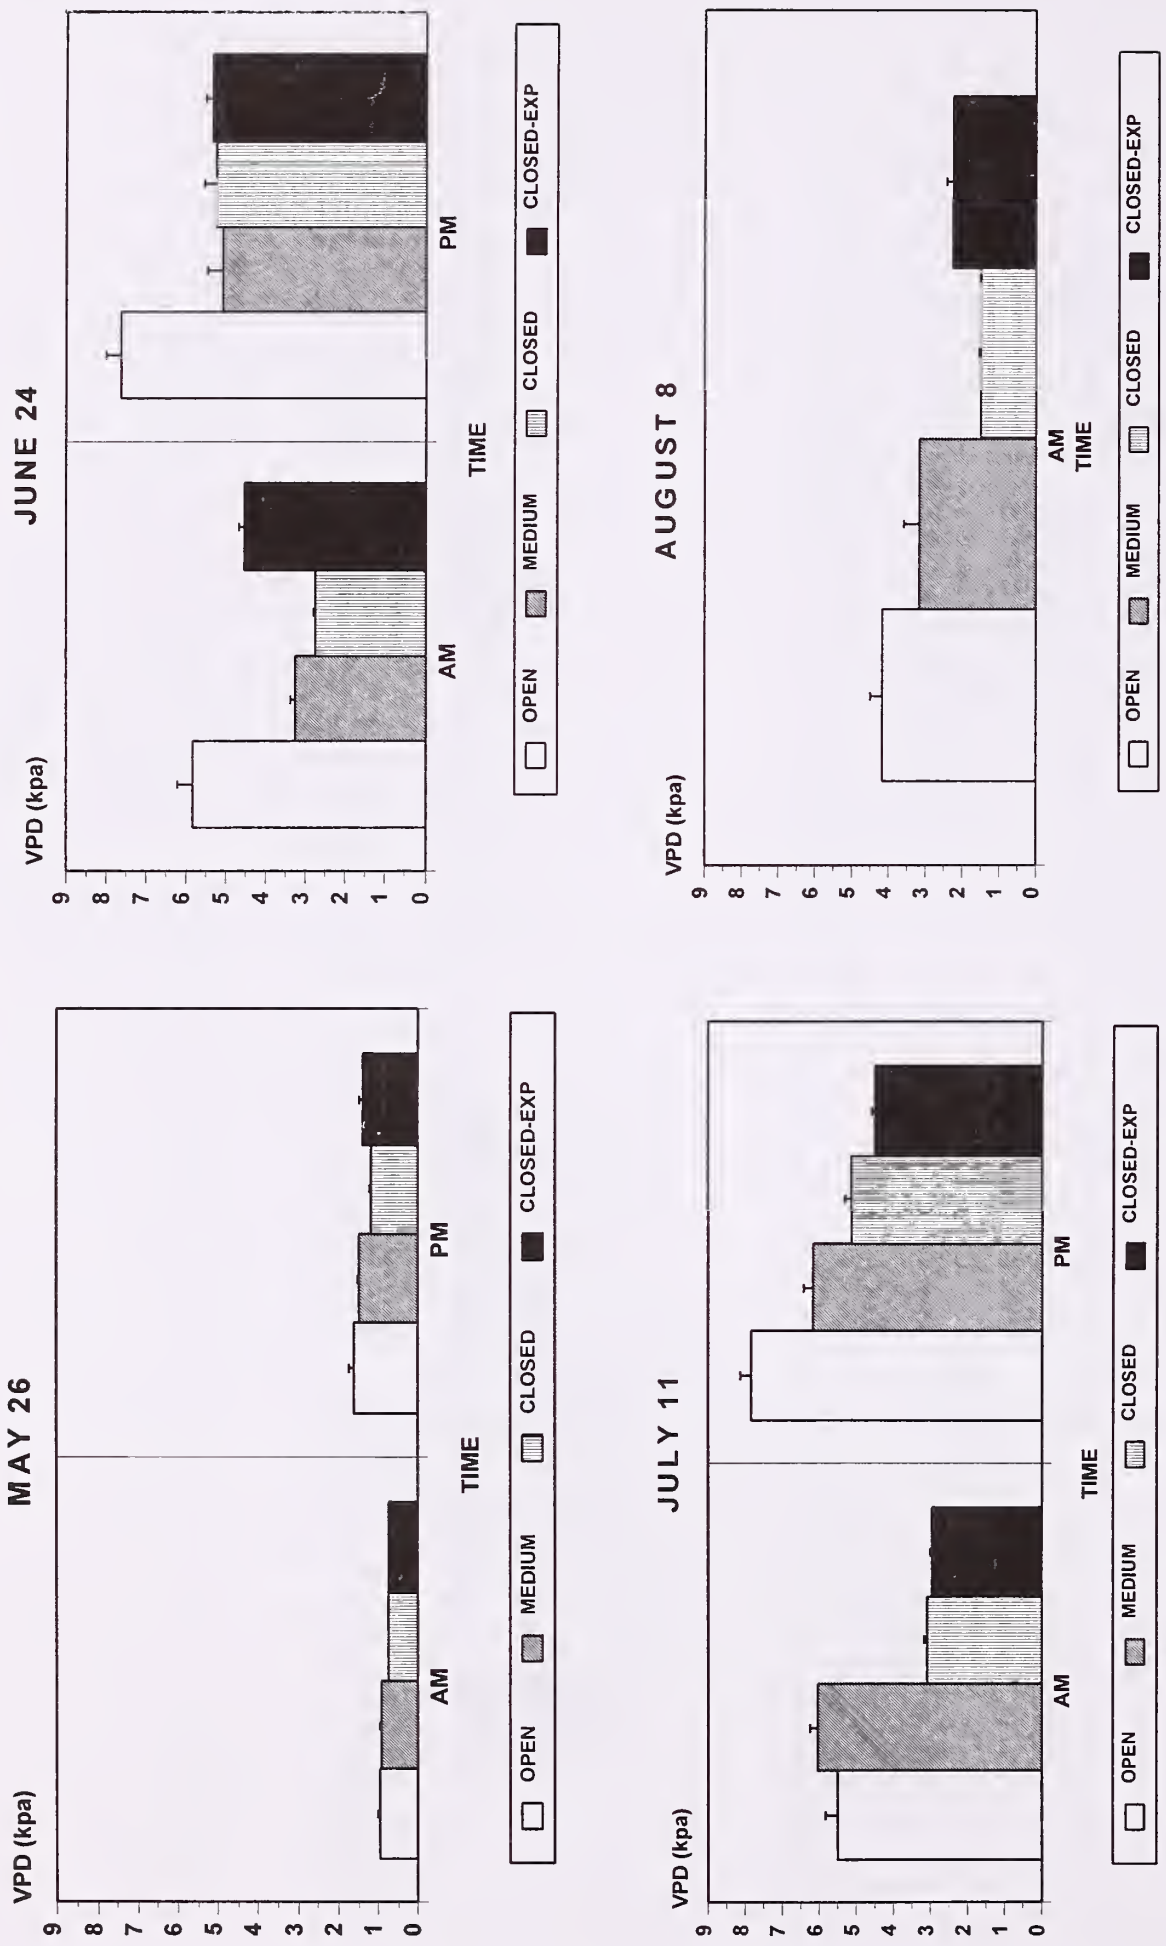 MAY 26
VPD (kpa)
9
8
7
6
5
4
3
2
1
0
AM
PM
TIME
OPEN
MEDIUM
CLOSED
CLOSED-EXP
JUNE 24
VPD (kpa)
9
8
7
6
5
4
3
2
1
0
AM
PM
TIME
OPEN
MEDIUM
CLOSED
CLOSED-EXP
JULY 11
VPD (kpa)
9
8
7
6
5
4
3
2
1
0
AM
PM
TIME
OPEN
MEDIUM
CLOSED
CLOSED-EXP
AUGUST 8
VPD (kpa)
9
8
7
6
5
4
3
2
1
0
AM
TIME
OPEN
MEDIUM
CLOSED
CLOSED-EXP